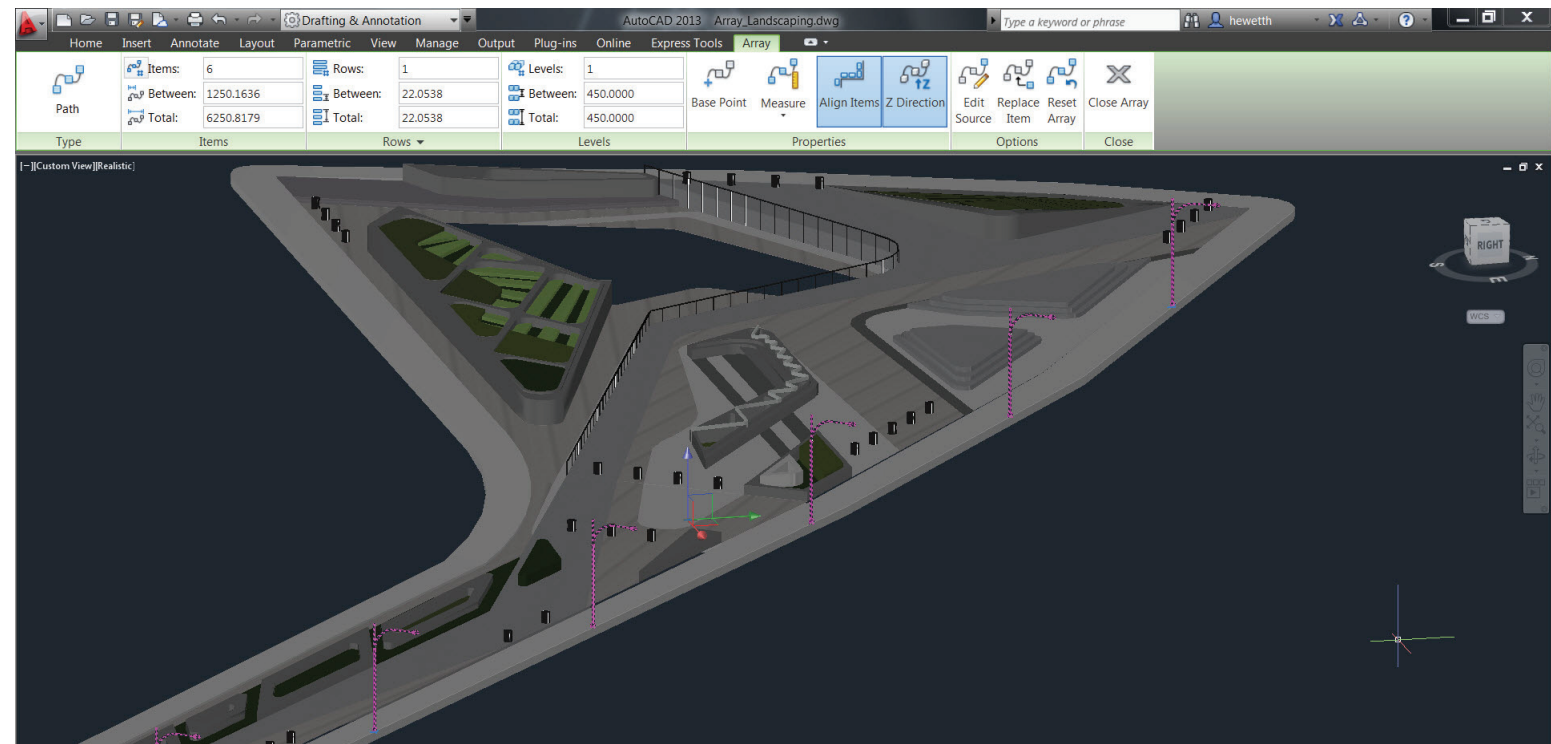 Drafting & Annotation
AutoCAD 2013 Array_Landscaping.dwg
Type a keyword or phrase
hewetth
Home Insert Annotate Layout Parametric View Manage Output Plug-ins Online Express Tools Array
Items: 6 Rows: 1 Levels: 1
Between: 1250.1636 Between: 22.0538 Between: 450.0000
Total: 6250.8179 Total: 22.0538 Total: 450.0000
Path
Base Point Measure Align Items Z Direction Edit Source Replace Item Reset Array Close Array
Type Items Rows Levels Properties Options Close
[−][Custom View][Realistic]
RIGHT
S
E
WCS